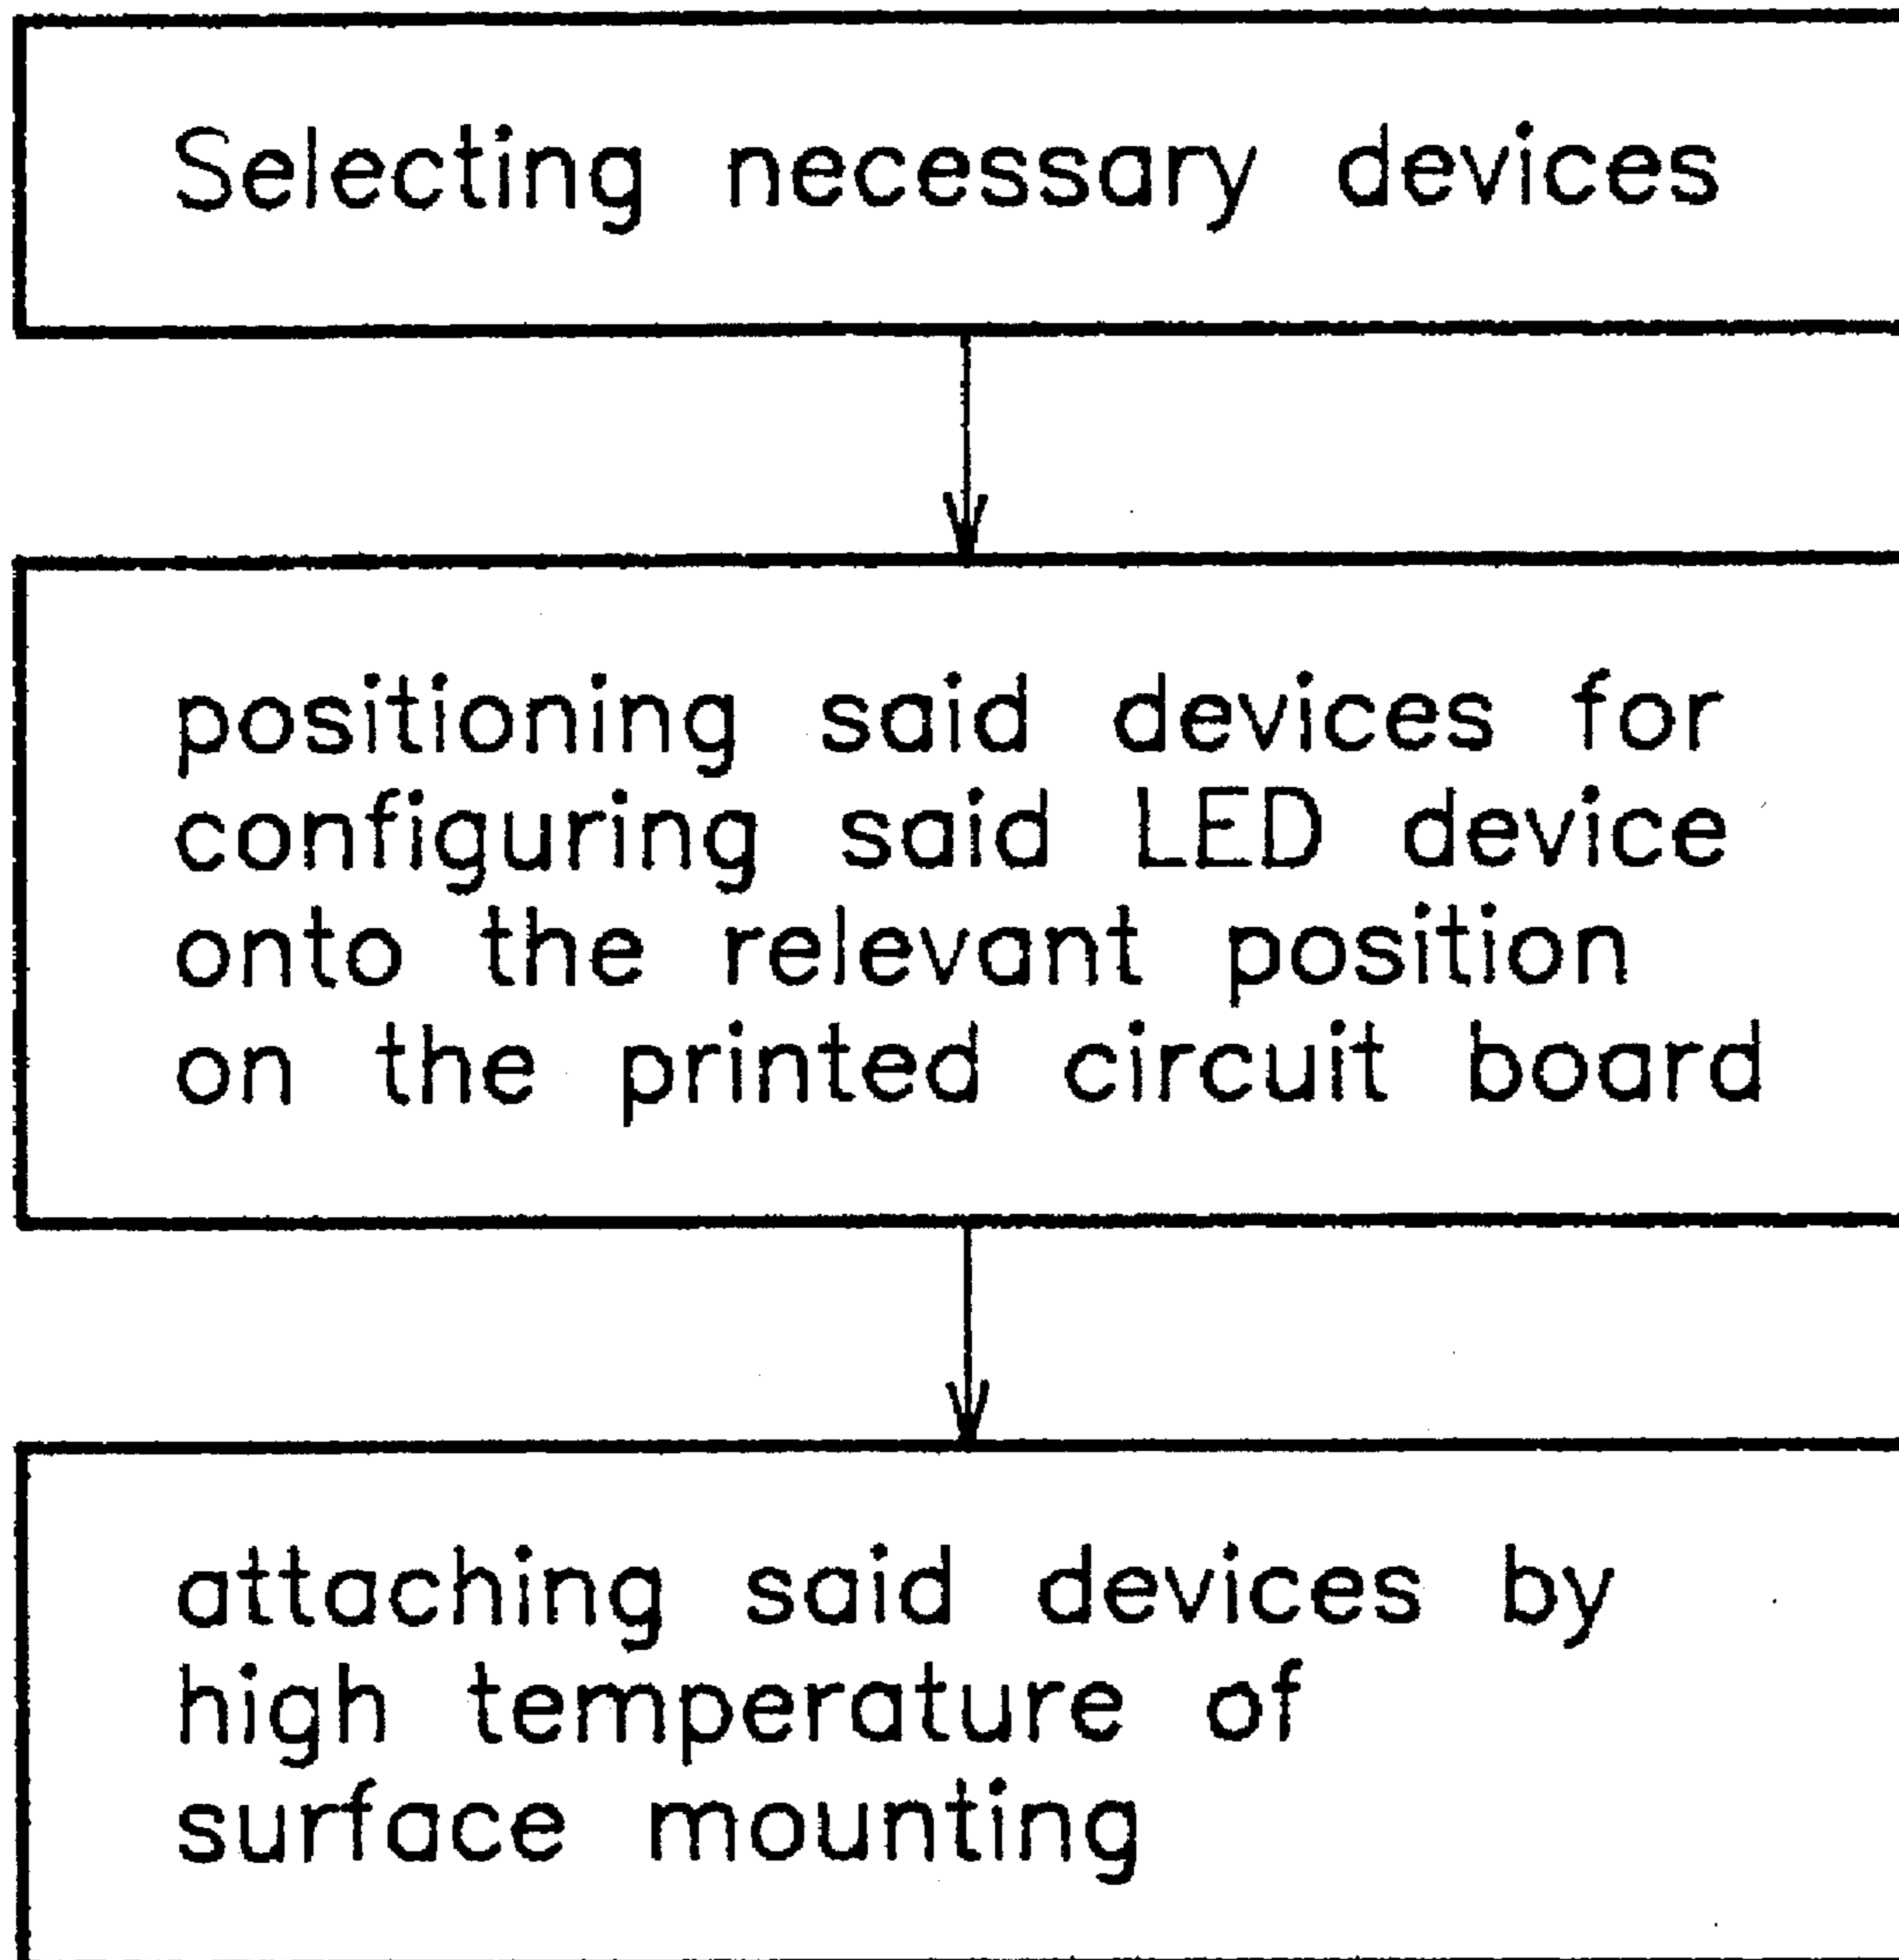 Selecting necessary devices
positioning said devices for
configuring said LED device
onto the relevant position
on the printed circuit board
attaching said devices by
high temperature of
surface mounting